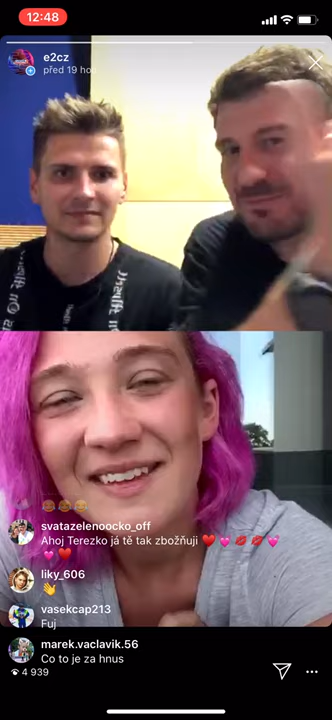 12:48
e2cz
před 19 ho
svatazelenoocko_off
Ahoj Terezko já tě tak zbožňuji ❤️💓💋💋💓
💓❤️
liky_606
👋
vasekcap213
Fuj
marek.vaclavik.56
Co to je za hnus
4 939